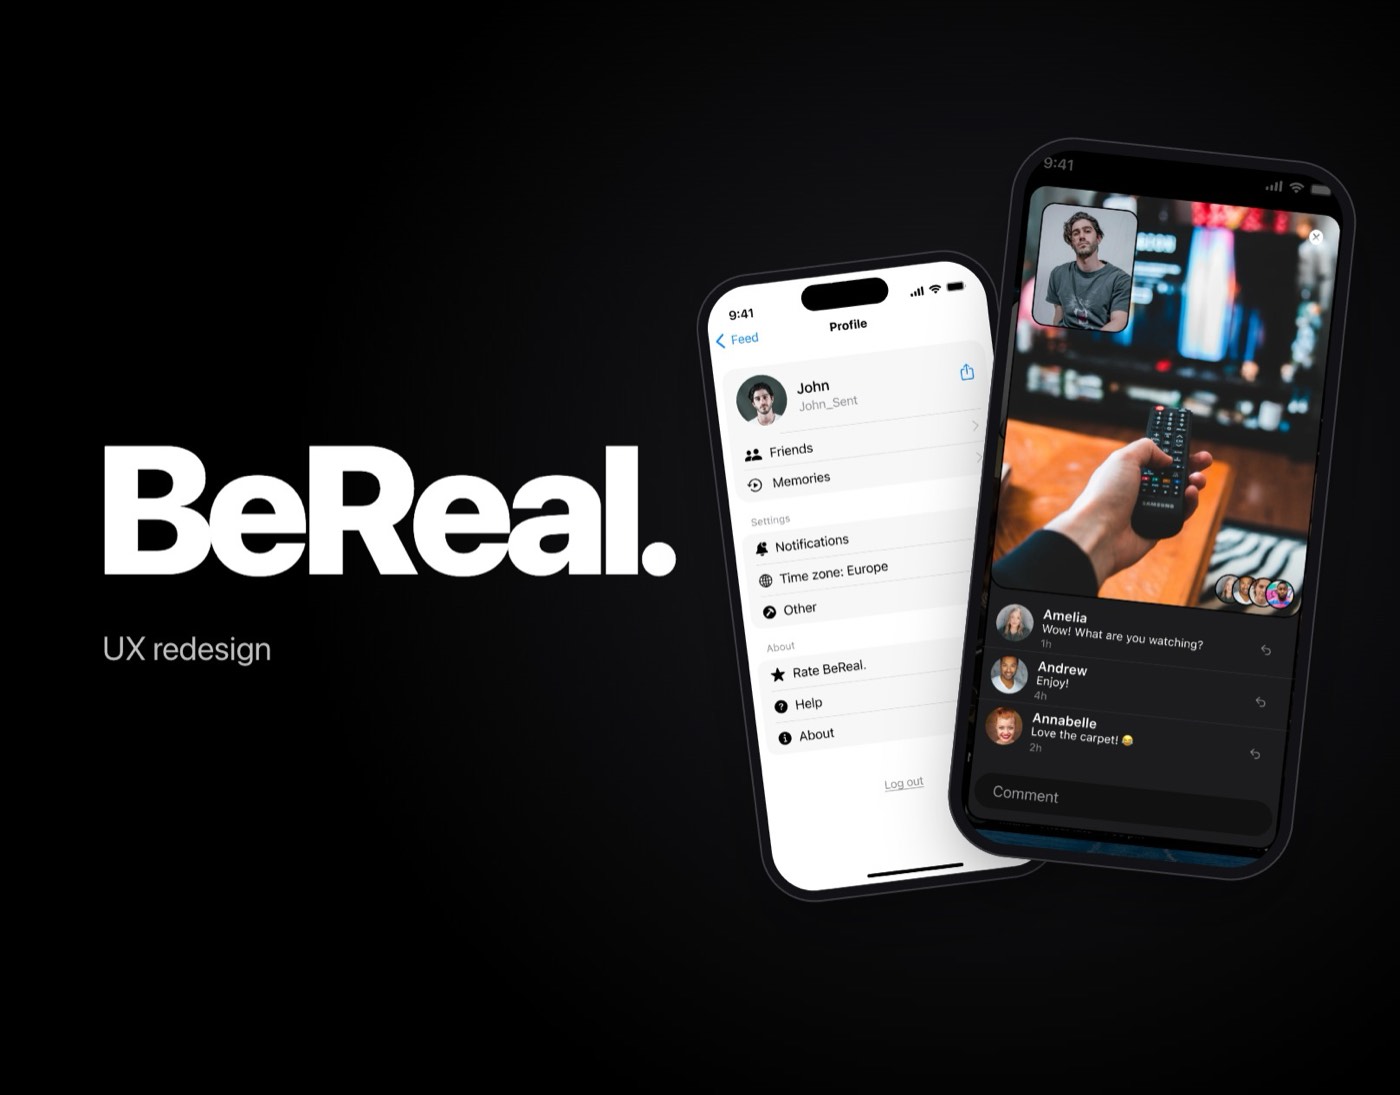 BeReal.
UX redesign
9:41
Feed
Profile
John
John_Sent
Friends
Memories
Settings
Notifications
Time zone: Europe
Other
About
Rate BeReal.
Help
About
Log out
9:41
SAMSUNG
Amelia
Wow! What are you watching?
1h
Andrew
Enjoy!
4h
Annabelle
Love the carpet! 😂
2h
Comment